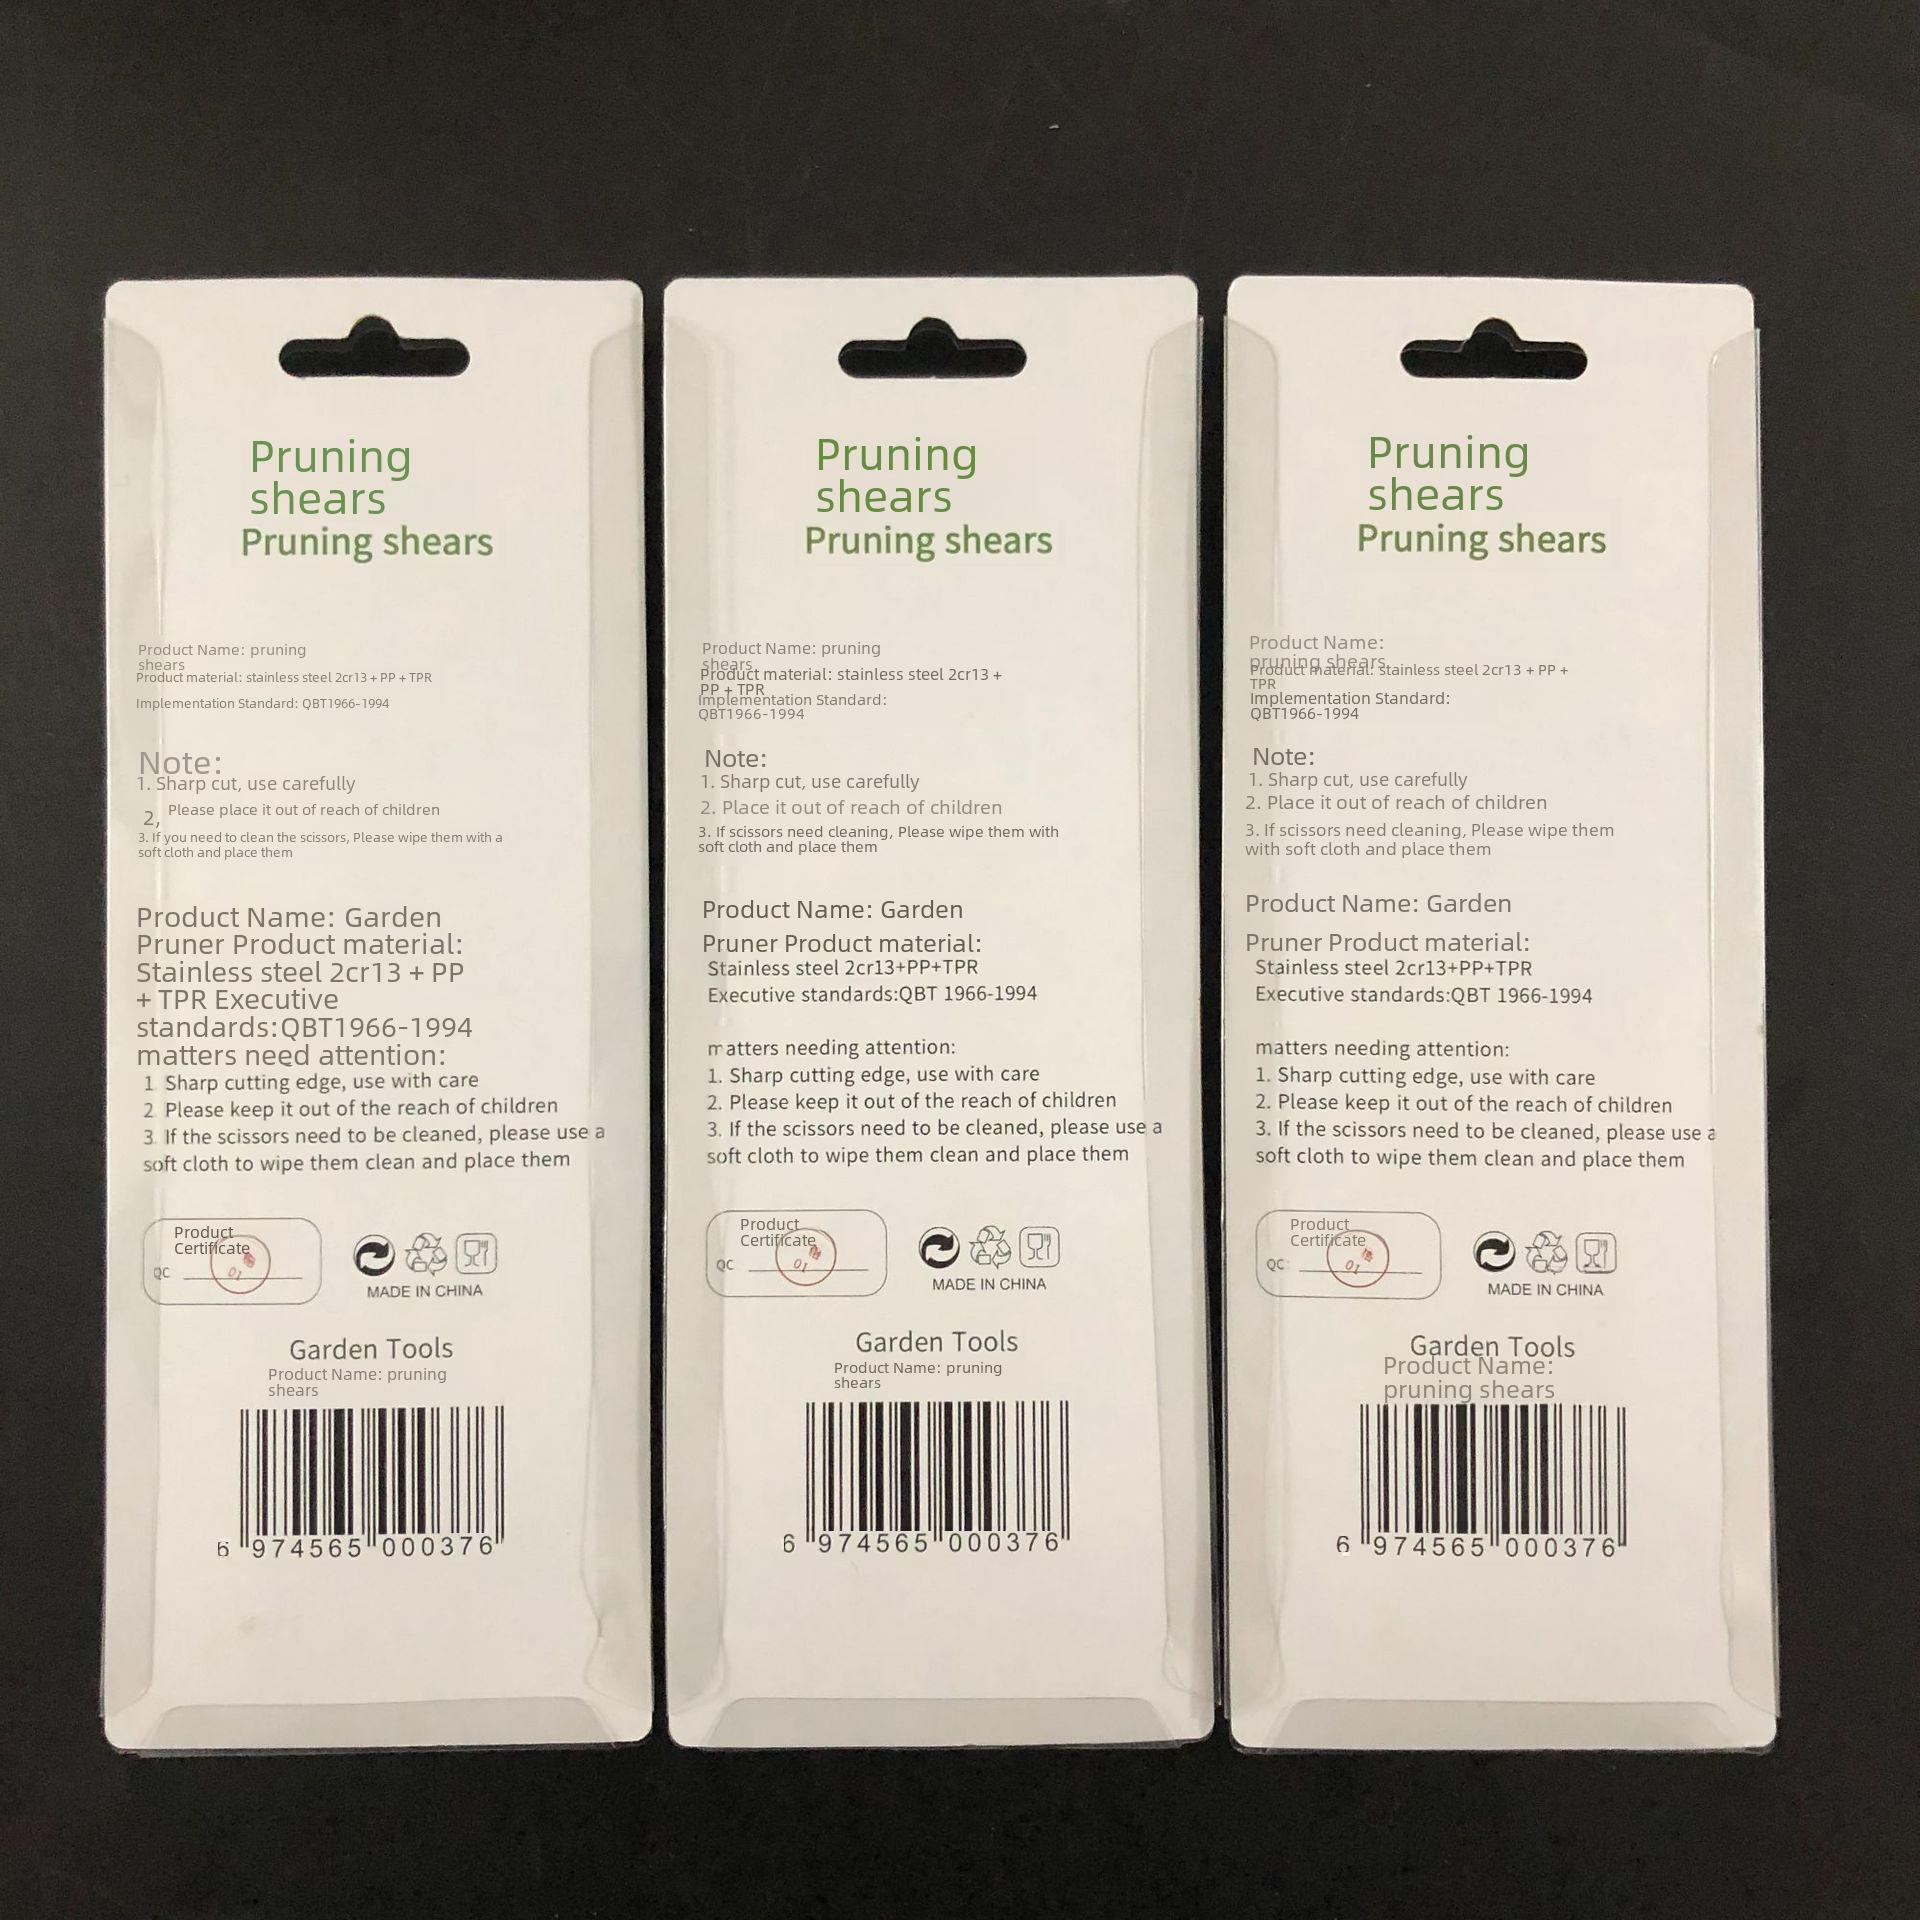 Pruning
shears
Pruning shears
Product Name: pruning
shears
Product material: stainless steel 2cr13 + PP + TPR
Implementation Standard: QBT1966-1994
Note:
1. Sharp cut, use carefully
2, Please place it out of reach of children
3. If you need to clean the scissors, Please wipe them with a
soft cloth and place them
Product Name: Garden
Pruner Product material:
Stainless steel 2cr13 + PP
+ TPR Executive
standards:QBT1966-1994
matters need attention:
1 Sharp cutting edge, use with care
2 Please keep it out of the reach of children
3. If the scissors need to be cleaned, please use a
soft cloth to wipe them clean and place them
Product
Certificate
QC
01
MADE IN CHINA
Garden Tools
Product Name: pruning
shears
6 974565 000376
Pruning
shears
Pruning shears
Product Name: pruning
shears
Product material: stainless steel 2cr13 +
PP + TPR
Implementation Standard:
QBT1966-1994
Note:
1. Sharp cut, use carefully
2. Place it out of reach of children
3. If scissors need cleaning, Please wipe them with
soft cloth and place them
Product Name: Garden
Pruner Product material:
Stainless steel 2cr13+PP+TPR
Executive standards:QBT 1966-1994
matters needing attention:
1. Sharp cutting edge, use with care
2. Please keep it out of the reach of children
3. If the scissors need to be cleaned, please use a
soft cloth to wipe them clean and place them
Product
Certificate
QC
01
MADE IN CHINA
Garden Tools
Product Name: pruning
shears
6 974565 000376
Pruning
shears
Pruning shears
Product Name:
pruning shears
Product material: stainless steel 2cr13 + PP +
TPR
Implementation Standard:
QBT1966-1994
Note:
1. Sharp cut, use carefully
2. Place it out of reach of children
3. If scissors need cleaning, Please wipe them
with soft cloth and place them
Product Name: Garden
Pruner Product material:
Stainless steel 2cr13+PP+TPR
Executive standards:QBT 1966-1994
matters needing attention:
1. Sharp cutting edge, use with care
2. Please keep it out of the reach of children
3. If the scissors need to be cleaned, please use a
soft cloth to wipe them clean and place them
Product
Certificate
QC
01
MADE IN CHINA
Garden Tools
Product Name:
pruning shears
6 974565 000376